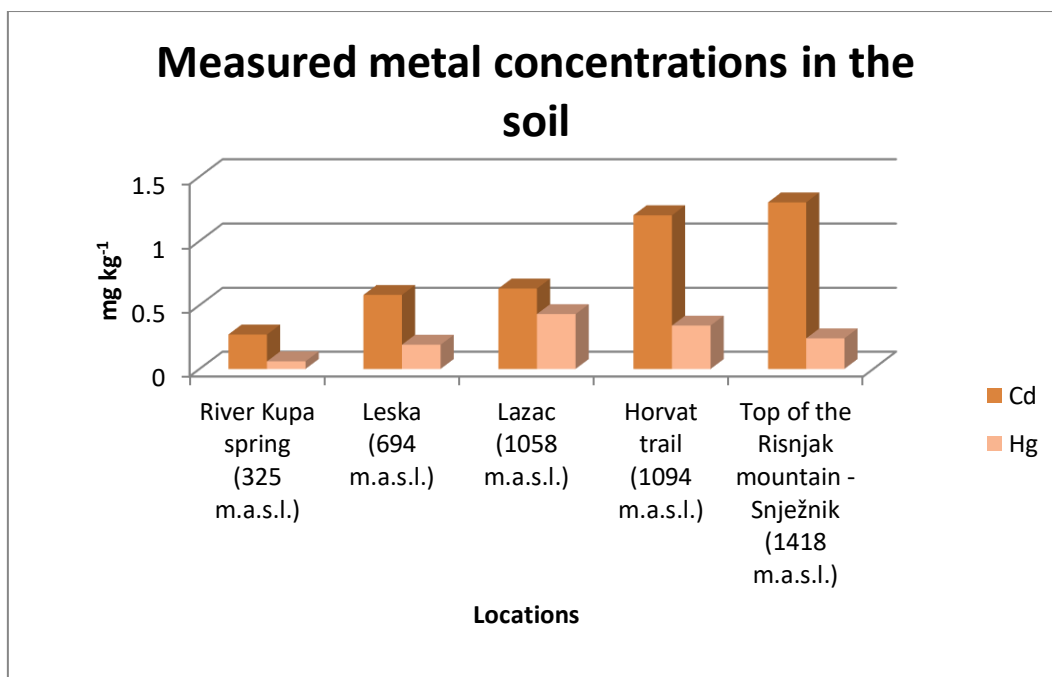 Measured metal concentrations in the
soil
mg kg⁻¹
1.5
1
0.5
0
River Kupa
spring
(325
m.a.s.l.)
Leska
(694
m.a.s.l.)
Lazac
(1058
m.a.s.l.)
Horvat
trail
(1094
m.a.s.l.)
Top of the
Risnjak
mountain -
Snježnik
(1418
m.a.s.l.)
Locations
Cd
Hg